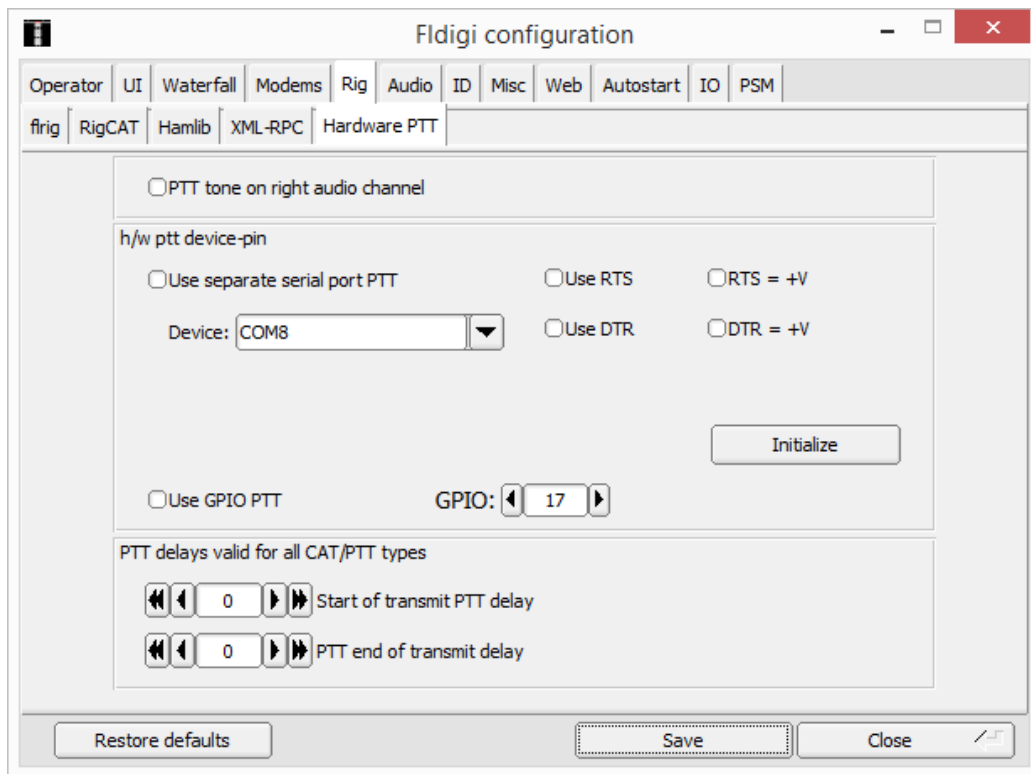 Fldigi configuration
Operator UI Waterfall Modems Rig Audio ID Misc Web Autostart IO PSM
flrig RigCAT Hamlib XML-RPC Hardware PTT
PTT tone on right audio channel
h/w ptt device-pin
Use separate serial port PTT Use RTS RTS = +V
Device: COM8 Use DTR DTR = +V
Initialize
Use GPIO PTT GPIO: 17
PTT delays valid for all CAT/PTT types
0 Start of transmit PTT delay
0 PTT end of transmit delay
Restore defaults Save Close